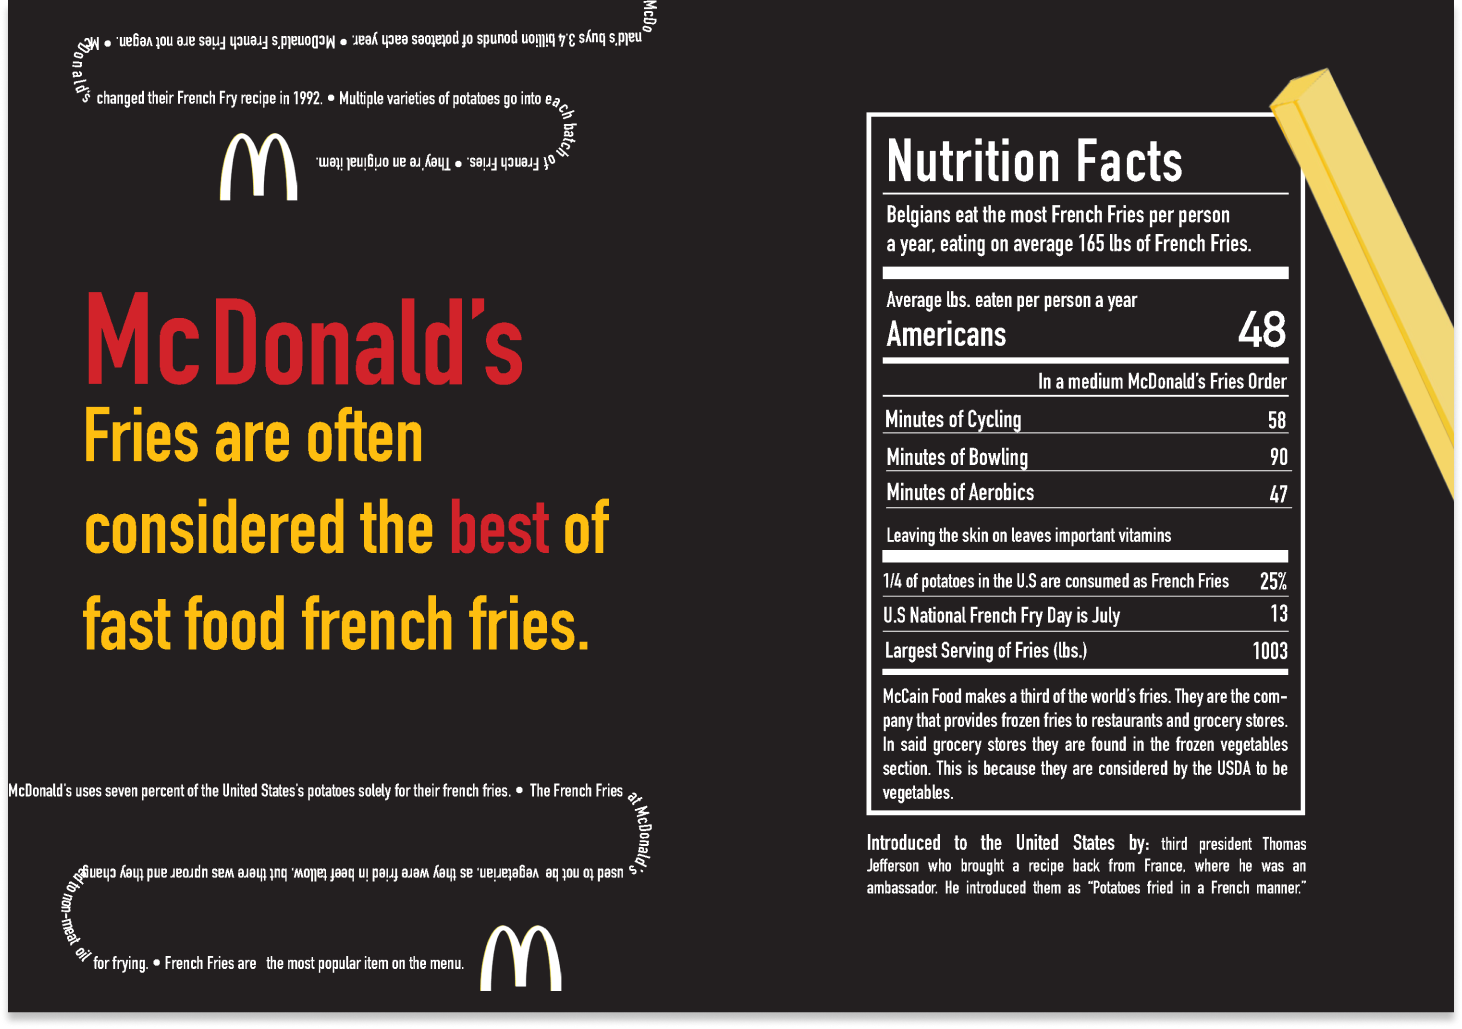 McDo
nald's buys 3.4 billion pounds of potatoes each year. • McDonald's French Fries are not vegan. • Mc
Donald's
changed their French Fry recipe in 1992. • Multiple varieties of potatoes go into each batch
of French Fries. • They're an original item.
McDonald's
Fries are often
considered the best of
fast food french fries.
McDonald's uses seven percent of the United States's potatoes solely for their french fries. • The French Fries at McDonald's,
used to not be vegetarian, as they were fried in beef tallow, but there was uproar and they changed to non-meat oil
for frying. • French Fries are the most popular item on the menu.
Nutrition Facts
Belgians eat the most French Fries per person
a year, eating on average 165 lbs of French Fries.
Average lbs. eaten per person a year
Americans 48
In a medium McDonald's Fries Order
Minutes of Cycling 58
Minutes of Bowling 90
Minutes of Aerobics 47
Leaving the skin on leaves important vitamins
1/4 of potatoes in the U.S are consumed as French Fries 25%
U.S National French Fry Day is July 13
Largest Serving of Fries (lbs.) 1003
McCain Food makes a third of the world's fries. They are the com-
pany that provides frozen fries to restaurants and grocery stores.
In said grocery stores they are found in the frozen vegetables
section. This is because they are considered by the USDA to be
vegetables.
Introduced to the United States by: third president Thomas
Jefferson who brought a recipe back from France, where he was an
ambassador. He introduced them as "Potatoes fried in a French manner."